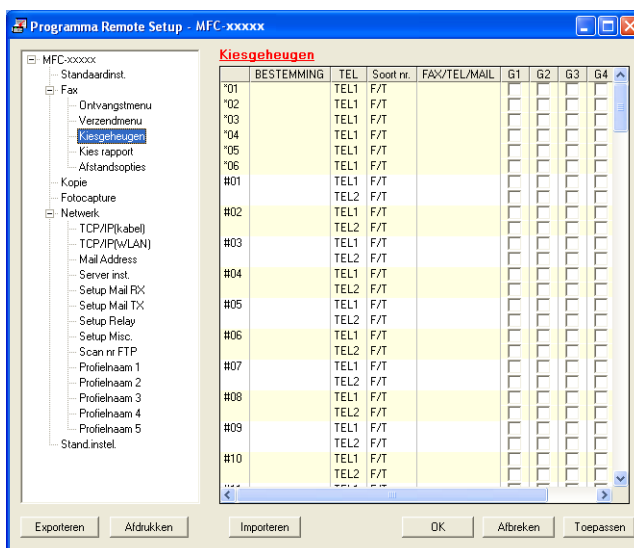 Programma Remote Setup - MFC-xxxxx
MFC-xxxxx
Standaardinst.
Fax
Ontvangstmenu
Verzendmenu
Kiesgeheugen
Kies rapport
Afstandsopties
Kopie
Fotocapture
Netwerk
TCP/IP(kabel)
TCP/IP(WLAN)
Mail Address
Server inst.
Setup Mail RX
Setup Mail TX
Setup Relay
Setup Misc.
Scan nr FTP
Profielnaam 1
Profielnaam 2
Profielnaam 3
Profielnaam 4
Profielnaam 5
Stand.instel.
Kiesgeheugen
BESTEMMING TEL Soort nr. FAX/TEL/MAIL G1 G2 G3 G4
*01 TEL1 F/T
*02 TEL1 F/T
*03 TEL1 F/T
*04 TEL1 F/T
*05 TEL1 F/T
*06 TEL1 F/T
#01 TEL1 F/T
TEL2 F/T
#02 TEL1 F/T
TEL2 F/T
#03 TEL1 F/T
TEL2 F/T
#04 TEL1 F/T
TEL2 F/T
#05 TEL1 F/T
TEL2 F/T
#06 TEL1 F/T
TEL2 F/T
#07 TEL1 F/T
TEL2 F/T
#08 TEL1 F/T
TEL2 F/T
#09 TEL1 F/T
TEL2 F/T
#10 TEL1 F/T
TEL2 F/T
Exporteren Afdrukken Importeren OK Afbreken Toepassen